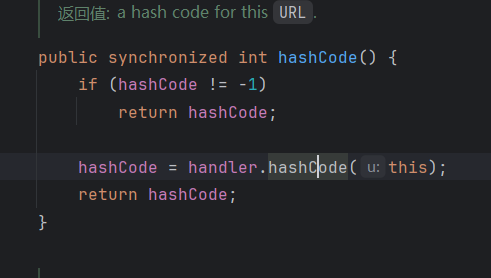 返回值: a hash code for this URL.
public synchronized int hashCode() {
if (hashCode != -1)
return hashCode;
hashCode = handler.hashCode( u: this);
return hashCode;
}